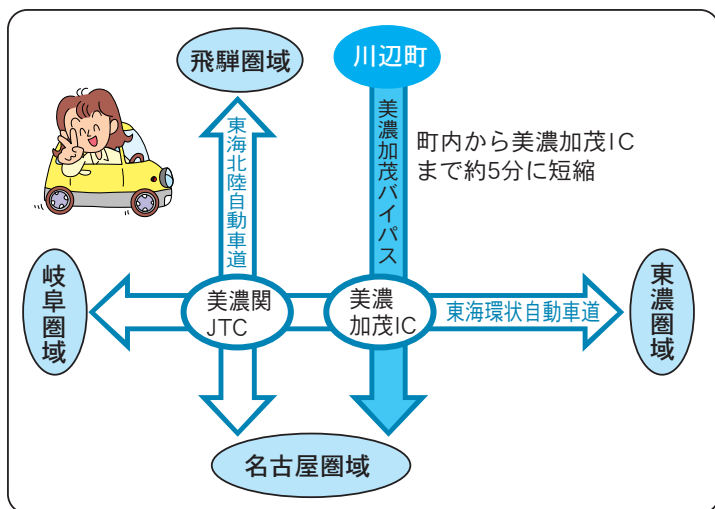 飛騨圏域
川辺町
東海北陸自動車道
美濃加茂バイパス
町内から美濃加茂IC
まで約5分に短縮
岐阜圏域
美濃関
JTC
美濃
加茂IC
東海環状自動車道
東濃圏域
名古屋圏域